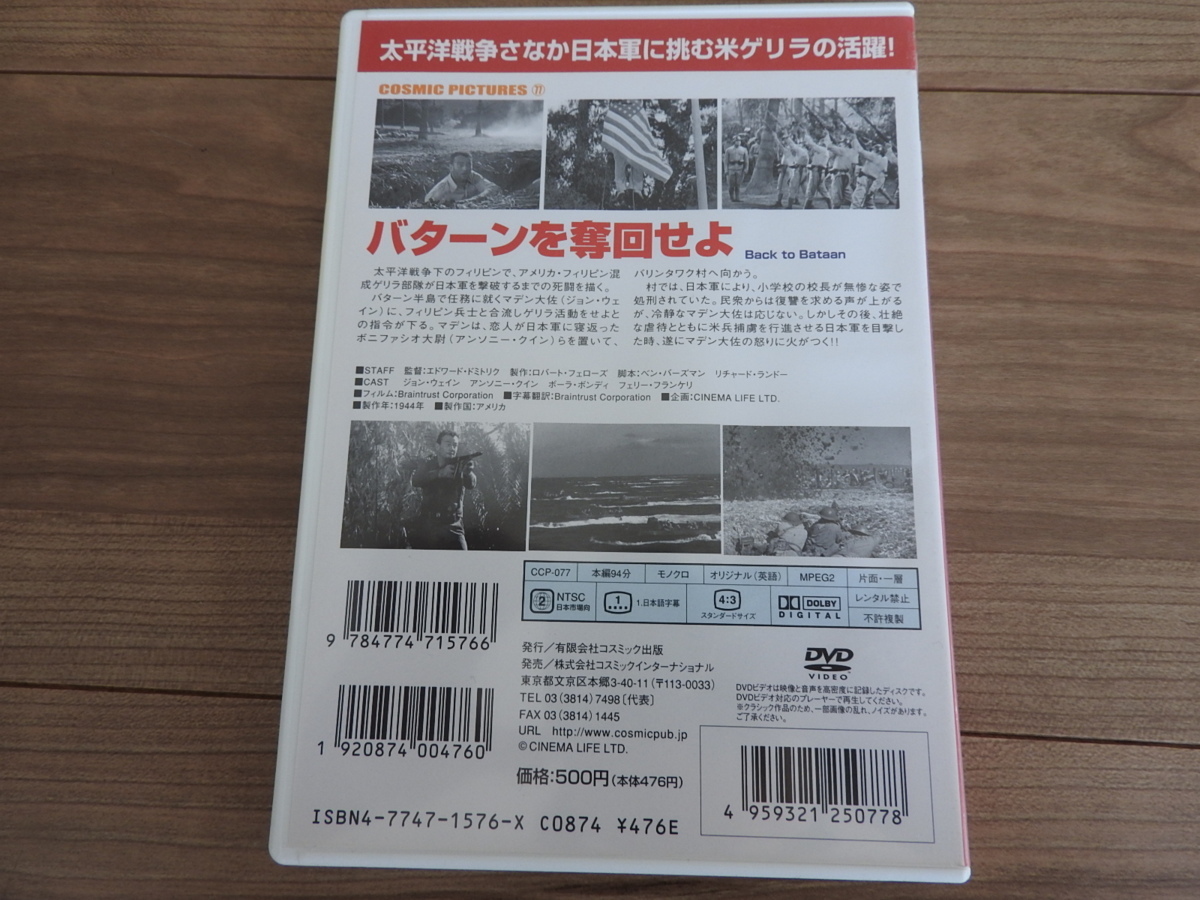 太平洋戦争さなか日本軍に挑む米ゲリラの活躍!
COSMIC PICTURES 77
バターンを奪回せよ
Back to Bataan
太平洋戦争下のフィリピンで、アメリカ・フィリピン混
成ゲリラ部隊が日本軍を撃破するまでの死闘を描く。
バターン半島で任務に就くマデン大佐(ジョン・ウェ
イン)に、フィリピン兵士と合流しゲリラ活動をせよと
の指令が下る。マデンは、恋人が日本軍に寝返った
ボニファシオ大尉(アンソニー・クイン)らを置いて、
バリンタワク村へ向かう。
村では、日本軍により、小学校の校長が無惨な姿で
処刑されていた。民衆からは復讐を求める声が上がる
が、冷静なマデン大佐は応じない。しかしその後、壮絶
な虐待とともに米兵捕虜を行進させる日本軍を目撃し
た時、遂にマデン大佐の怒りに火がつく!!
■STAFF 監督:エドワード・ドミトリク 製作:ロバート・フェローズ 脚本:ベン・バーズマン リチャード・ランドー
■CAST ジョン・ウェイン アンソニー・クイン ボーラ・ボンディ フェリー・フランケリ
■フィルム:Braintrust Corporation ■字幕翻訳:Braintrust Corporation ■企画:CINEMA LIFE LTD.
■製作年:1944年 ■製作国:アメリカ
CCP-077 本編94分 モノクロ オリジナル(英語) MPEG2 片面・一層
2 NTSC 日本市場向 1 1.日本語字幕 4:3 スタンダードサイズ DOLBY DIGITAL レンタル禁止
不許複製
9 784774 715766
発行/有限会社コスミック出版
発売/株式会社コスミックインターナショナル
東京都文京区本郷3-40-11(〒113-0033)
TEL 03(3814)7498〔代表〕
FAX 03(3814)1445
URL http://www.cosmicpub.jp
© CINEMA LIFE LTD.
価格:500円(本体476円)
DVD VIDEO
DVDビデオは映像と音声を高密度に記録したディスクです。
DVDビデオ対応のプレーヤーで再生してください。
※クラシック作品のため、一部画像の乱れ、ノイズがあります。
ご了承ください。
1 920874 004760
4 959321 250778
ISBN4-7747-1576-X C0874 ¥476E